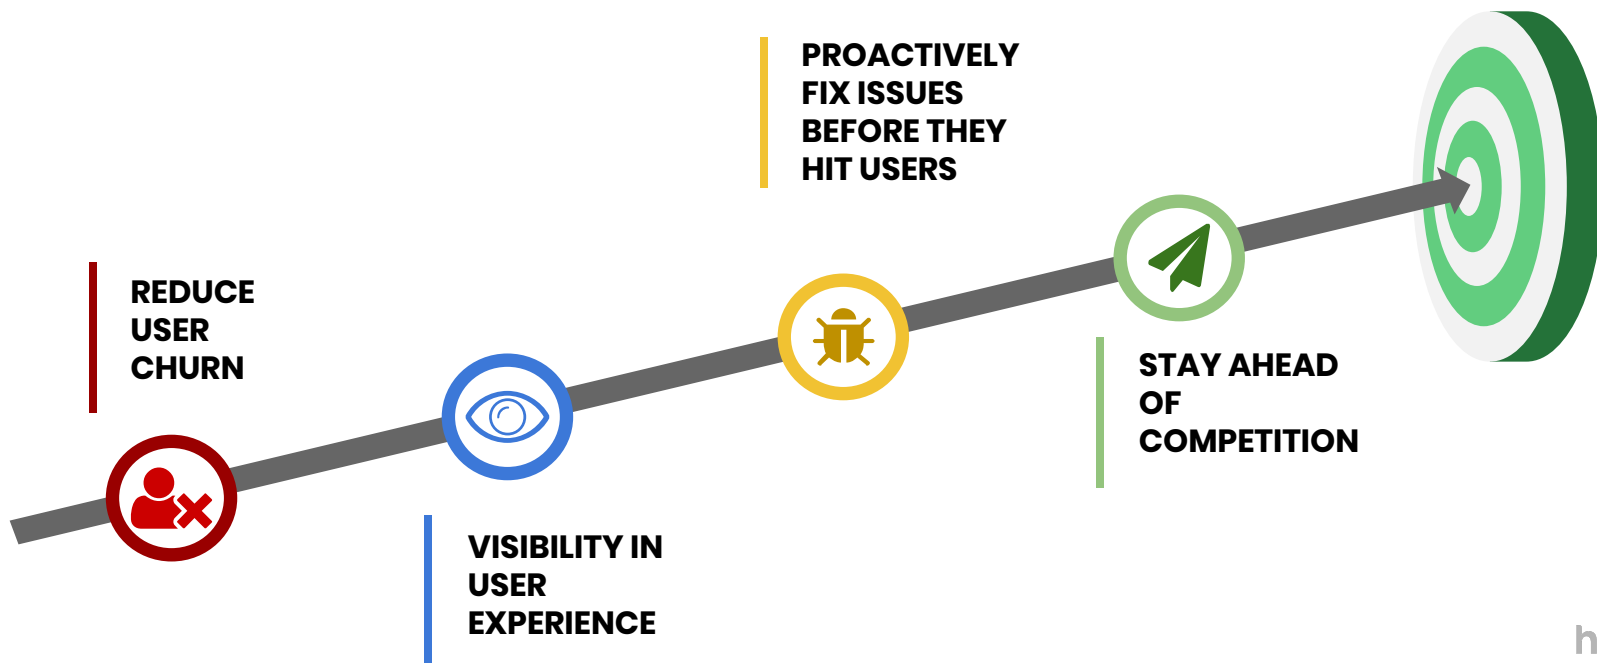 REDUCE
USER
CHURN
VISIBILITY IN
USER
EXPERIENCE
PROACTIVELY
FIX ISSUES
BEFORE THEY
HIT USERS
STAY AHEAD
OF
COMPETITION
h